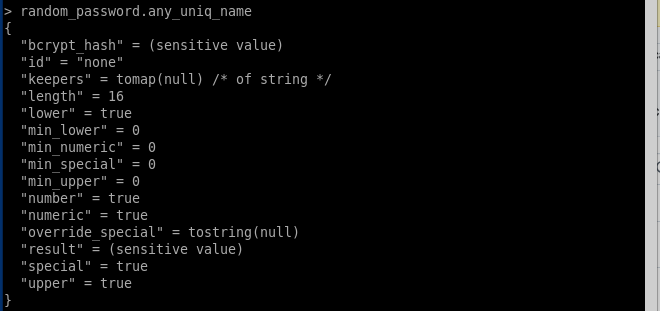 > random_password.any_uniq_name
{
  "bcrypt_hash" = (sensitive value)
  "id" = "none"
  "keepers" = tomap(null) /* of string */
  "length" = 16
  "lower" = true
  "min_lower" = 0
  "min_numeric" = 0
  "min_special" = 0
  "min_upper" = 0
  "number" = true
  "numeric" = true
  "override_special" = tostring(null)
  "result" = (sensitive value)
  "special" = true
  "upper" = true
}